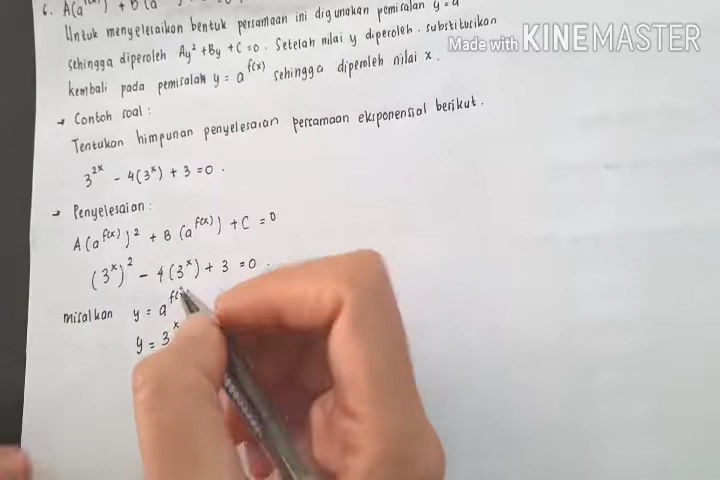 6. A(a^f(x)) + B(a
Untuk menyelesaikan bentuk persamaan ini digunakan pemisalan y = a
sehingga diperoleh Ay² + By + C = 0. Setelah nilai y diperoleh. substitusikan
kembali pada pemisalan y = a^f(x) sehingga diperoleh nilai x.
Made with KINEMASTER
→ Contoh soal :
Tentukan himpunan penyelesaian persamaan eksponensial berikut.
3^2x - 4(3^x) + 3 = 0.
→ Penyelesaian :
A(a^f(x))² + B(a^f(x)) + C = 0
(3^x)² - 4(3^x) + 3 = 0.
misalkan y = a^f(
y = 3^x